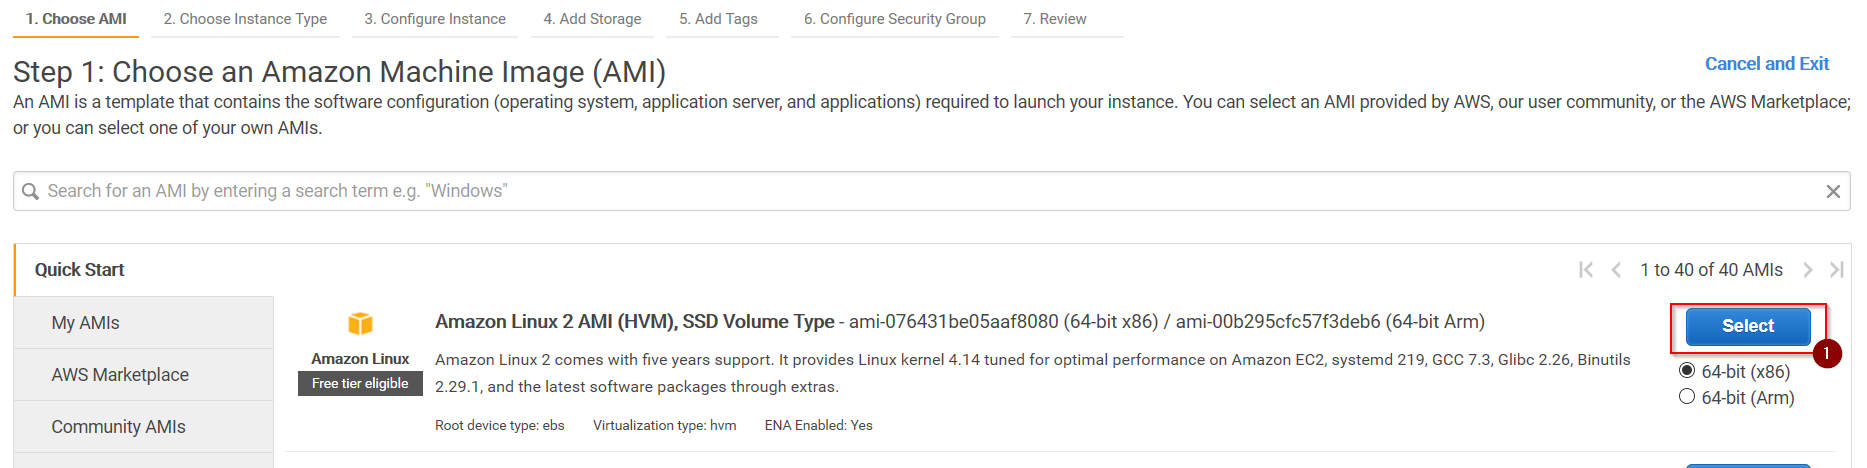 1. Choose AMI 2. Choose Instance Type 3. Configure Instance 4. Add Storage 5. Add Tags 6. Configure Security Group 7. Review
Step 1: Choose an Amazon Machine Image (AMI)
Cancel and Exit
An AMI is a template that contains the software configuration (operating system, application server, and applications) required to launch your instance. You can select an AMI provided by AWS, our user community, or the AWS Marketplace;
or you can select one of your own AMIs.
Search for an AMI by entering a search term e.g. "Windows"
Quick Start
1 to 40 of 40 AMIs
My AMIs
AWS Marketplace
Community AMIs
Amazon Linux
Free tier eligible
Amazon Linux 2 AMI (HVM), SSD Volume Type - ami-076431be05aaf8080 (64-bit x86) / ami-00b295cfc57f3deb6 (64-bit Arm)
Amazon Linux 2 comes with five years support. It provides Linux kernel 4.14 tuned for optimal performance on Amazon EC2, systemd 219, GCC 7.3, Glibc 2.26, Binutils
2.29.1, and the latest software packages through extras.
Root device type: ebs Virtualization type: hvm ENA Enabled: Yes
Select
1
64-bit (x86)
64-bit (Arm)